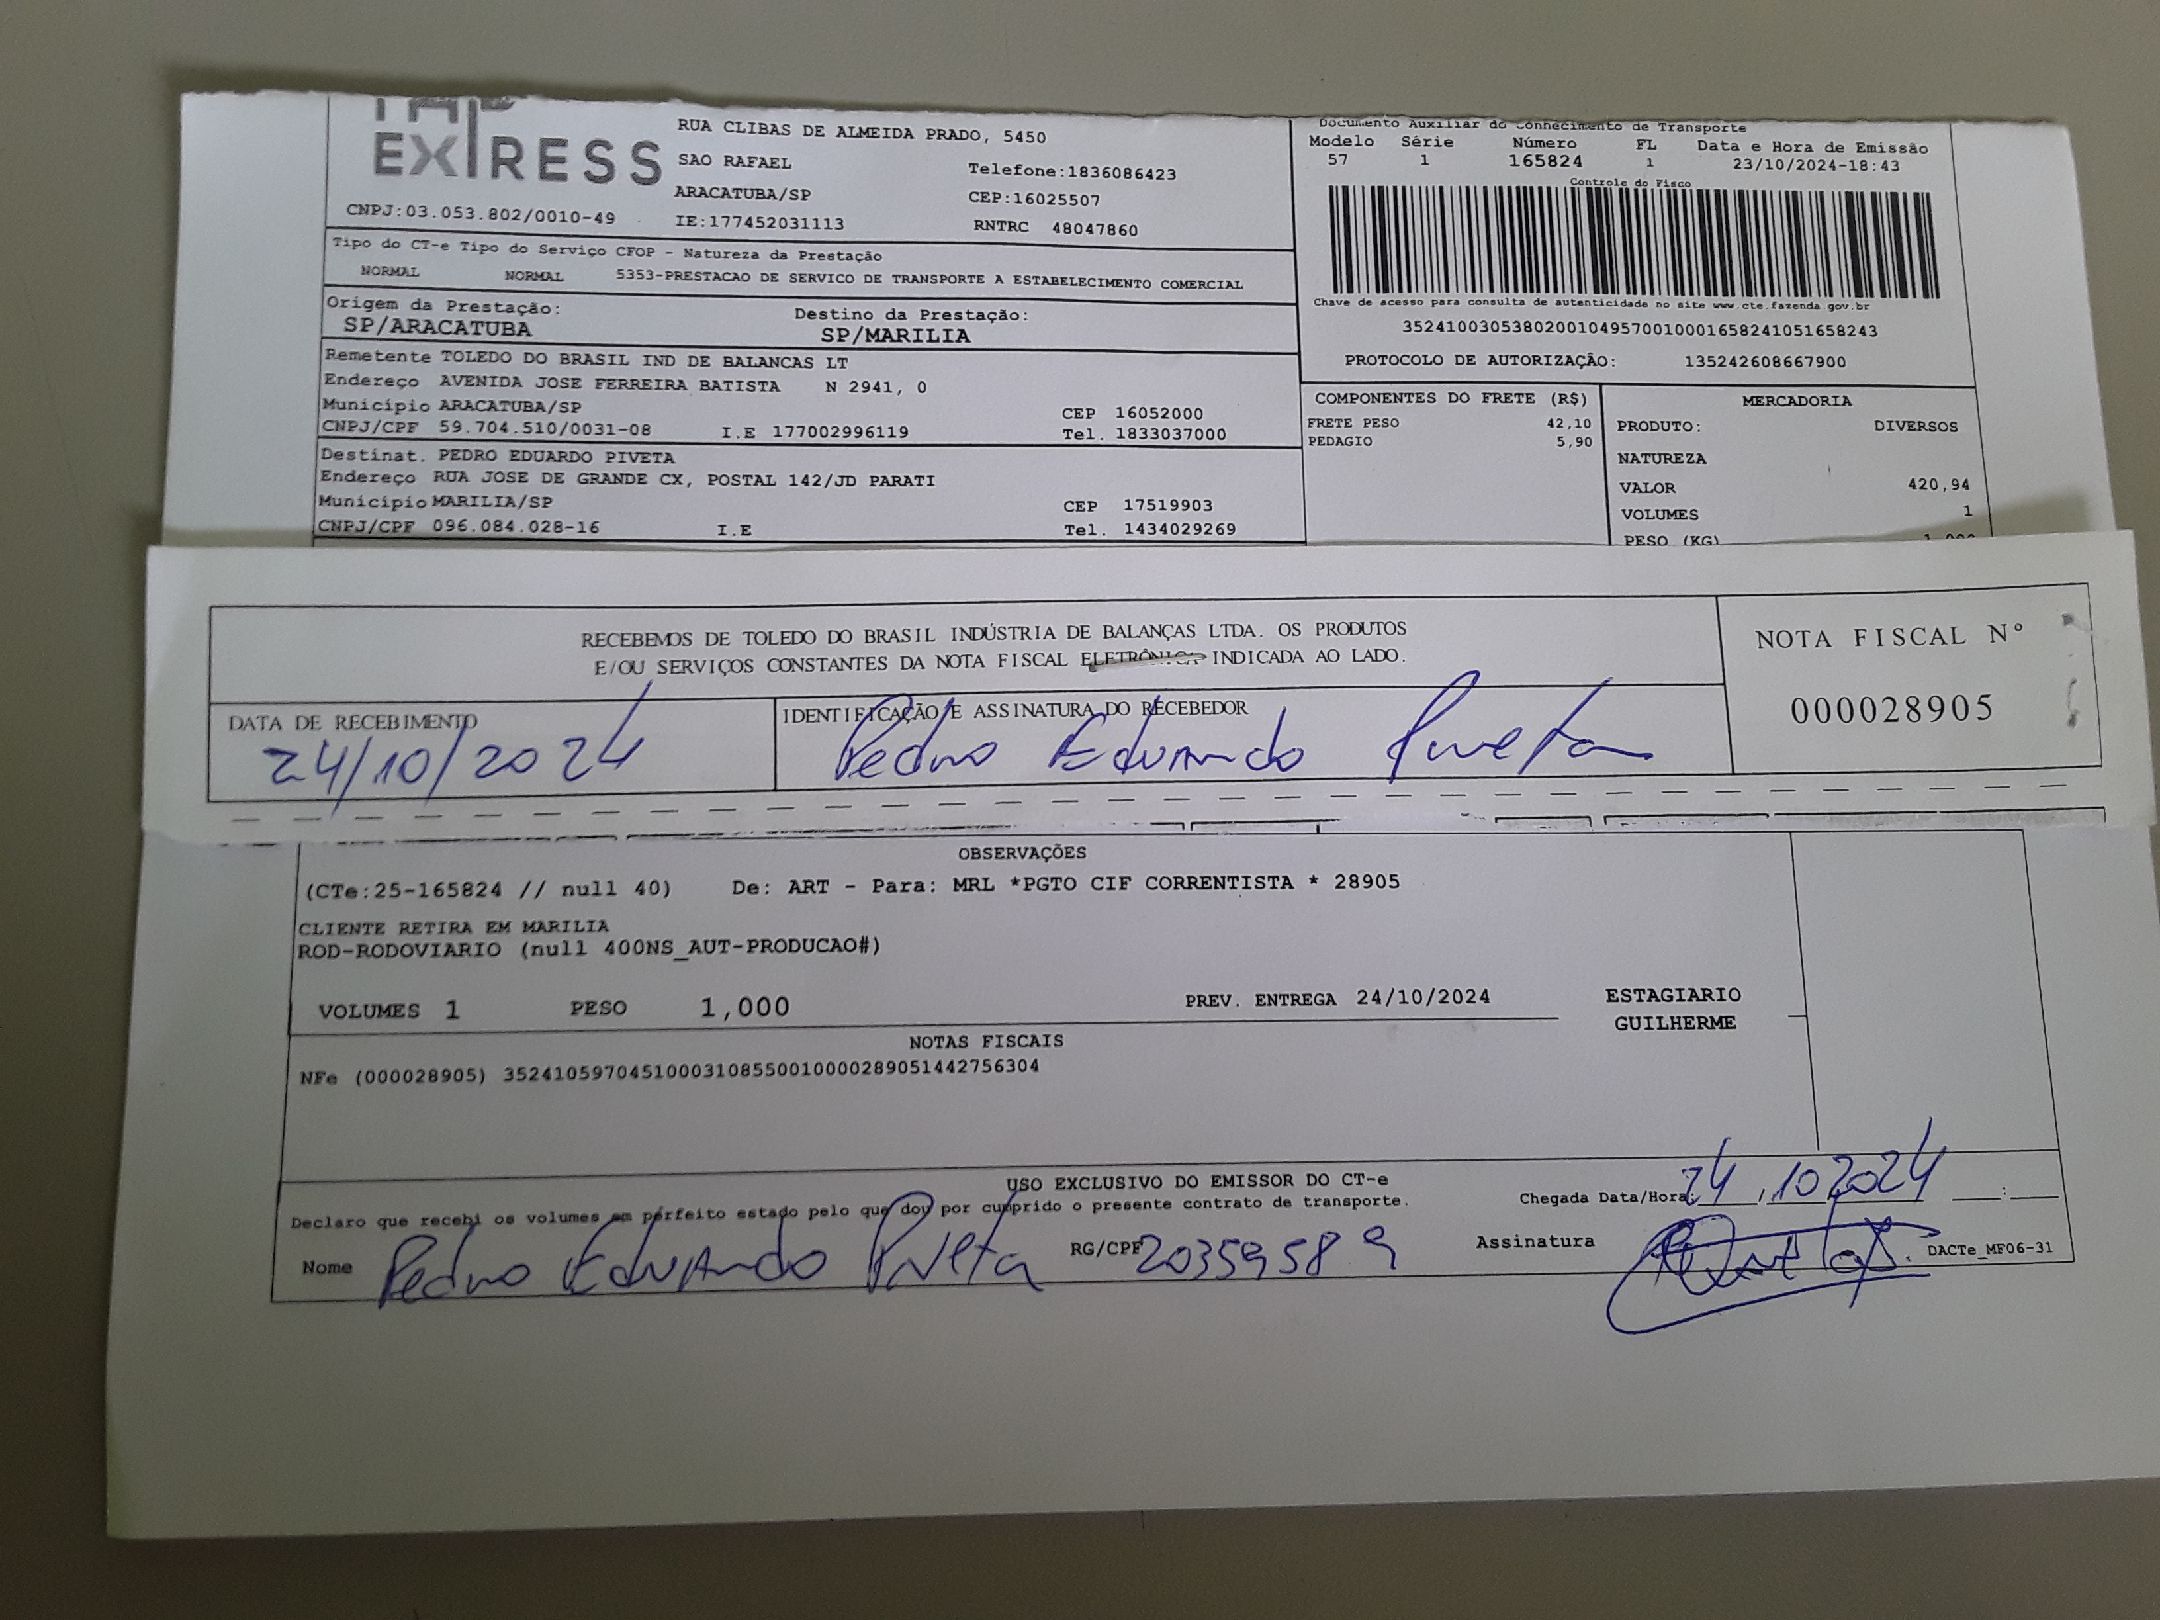 EXPRESS
RUA CLIBAS DE ALMEIDA PRADO, 5450
SAO RAFAEL
Telefone:1836086423
ARACATUBA/SP
CEP:16025507
CNPJ:03.053.802/0010-49
IE:177452031113
RNTRC 48047860
Documento Auxiliar do Conhecimento de Transporte
Modelo Série Número FL Data e Hora de Emissão
57 1 165824 1 23/10/2024-18:43
Controle do Fisco
Chave de acesso para consulta de autenticidade no site www.cte.fazenda.gov.br
35241003053802001049570010001658241051658243
PROTOCOLO DE AUTORIZAÇÃO: 135242608667900
Tipo do CT-e Tipo do Serviço CFOP - Natureza da Prestação
NORMAL NORMAL 5353-PRESTACAO DE SERVICO DE TRANSPORTE A ESTABELECIMENTO COMERCIAL
Origem da Prestação: Destino da Prestação:
SP/ARACATUBA SP/MARILIA
Remetente TOLEDO DO BRASIL IND DE BALANCAS LT
Endereço AVENIDA JOSE FERREIRA BATISTA N 2941, 0
Município ARACATUBA/SP CEP 16052000
CNPJ/CPF 59.704.510/0031-08 I.E 177002996119 Tel. 1833037000
Destinat. PEDRO EDUARDO PIVETA
Endereço RUA JOSE DE GRANDE CX, POSTAL 142/JD PARATI
Município MARILIA/SP CEP 17519903
CNPJ/CPF 096.084.028-16 I.E Tel. 1434029269
COMPONENTES DO FRETE (R$)
FRETE PESO 42,10
PEDAGIO 5,90
MERCADORIA
PRODUTO: DIVERSOS
NATUREZA
VALOR 420,94
VOLUMES 1
PESO (KG) 1,000
RECEBEMOS DE TOLEDO DO BRASIL INDÚSTRIA DE BALANÇAS LTDA. OS PRODUTOS
E/OU SERVIÇOS CONSTANTES DA NOTA FISCAL ELETRÔNICA INDICADA AO LADO.
NOTA FISCAL Nº
000028905
DATA DE RECEBIMENTO
24/10/2024
IDENTIFICAÇÃO E ASSINATURA DO RECEBEDOR
Pedro Eduardo Piveta
OBSERVAÇÕES
(CTe:25-165824 // null 40) De: ART - Para: MRL *PGTO CIF CORRENTISTA * 28905
CLIENTE RETIRA EM MARILIA
ROD-RODOVIARIO (null 400NS_AUT-PRODUCAO#)
VOLUMES 1 PESO 1,000 PREV. ENTREGA 24/10/2024
ESTAGIARIO
GUILHERME
NOTAS FISCAIS
NFe (000028905) 35241059704510003108550010000289051442756304
USO EXCLUSIVO DO EMISSOR DO CT-e
Declaro que recebi os volumes em perfeito estado pelo que dou por cumprido o presente contrato de transporte.
Chegada Data/Hora: 24/10 2024 :
Nome Pedro Eduardo Piveta RG/CPF 20359589 Assinatura
DACTe_MF06-31